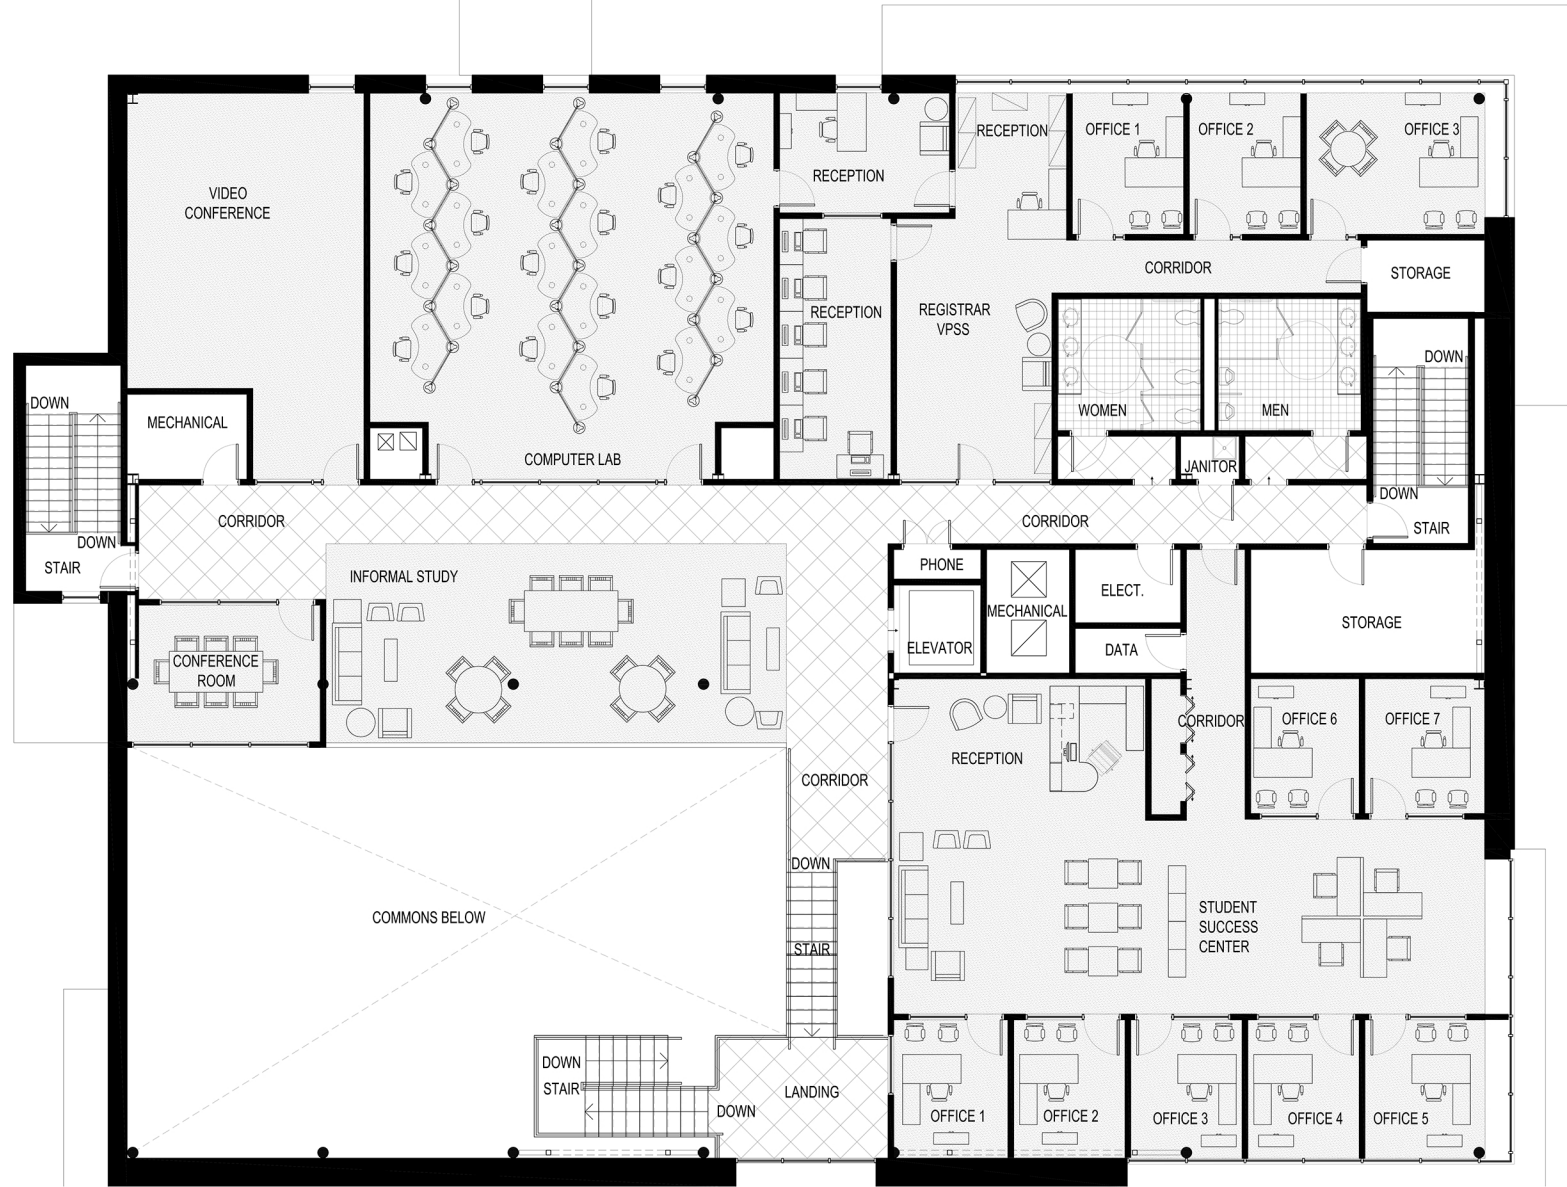 RECEPTION
OFFICE 1
OFFICE 2
OFFICE 3
RECEPTION
VIDEO
CONFERENCE
CORRIDOR
STORAGE
REGISTRAR
VPSS
RECEPTION
DOWN
DOWN
MECHANICAL
WOMEN
MEN
COMPUTER LAB
JANITOR
DOWN
CORRIDOR
CORRIDOR
STAIR
DOWN
STAIR
INFORMAL STUDY
PHONE
ELECT.
MECHANICAL
STORAGE
ELEVATOR
DATA
CONFERENCE
ROOM
CORRIDOR
OFFICE 6
OFFICE 7
RECEPTION
CORRIDOR
DOWN
COMMONS BELOW
STUDENT
SUCCESS
CENTER
STAIR
DOWN
STAIR
LANDING
DOWN
OFFICE 1
OFFICE 2
OFFICE 3
OFFICE 4
OFFICE 5